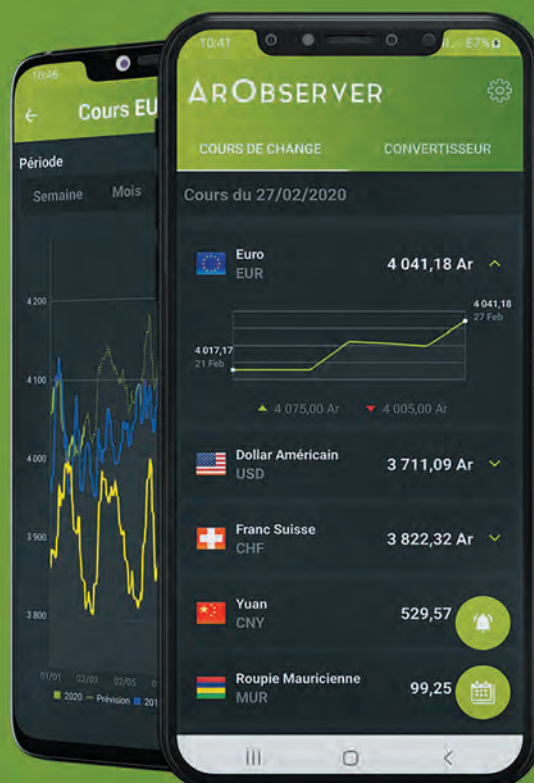 10:46
Cours EU
Période
Semaine Mois
4 200
4 100
4 000
3 900
3 800
01/01 02/03 02/05
2020 Prévision 201
10:41 87%
AROBSERVER
COURS DE CHANGE CONVERTISSEUR
Cours du 27/02/2020
Euro
EUR
4 041,18 Ar
4 041,18
27 Feb
4 017,17
21 Feb
4 075,00 Ar 4 005,00 Ar
Dollar Américain
USD
3 711,09 Ar
Franc Suisse
CHF
3 822,32 Ar
Yuan
CNY
529,57
Roupie Mauricienne
MUR
99,25